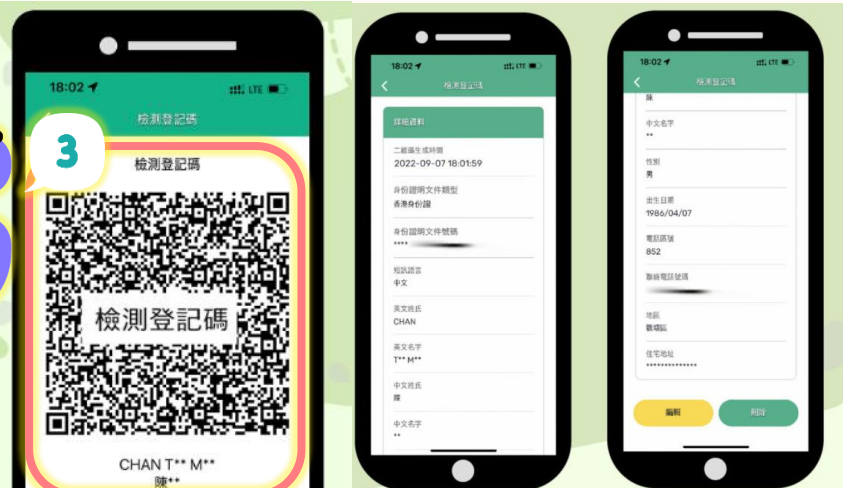 18:02
LTE
檢測登記碼
3
檢測登記碼
檢測登記碼
CHAN T** M**
陳**
18:02
LTE
檢測登記碼
詳細資料
二維碼生成時間
2022-09-07 18:01:59
身份證明文件類型
香港身份證
身份證明文件號碼
****
短訊語言
中文
英文姓氏
CHAN
英文名字
T** M**
中文姓氏
陳
中文名字
**
18:02
LTE
檢測登記碼
陳
中文名字
**
性別
男
出生日期
1986/04/07
電話區號
852
聯絡電話號碼
地區
觀塘區
住宅地址
**************
編輯
刪除